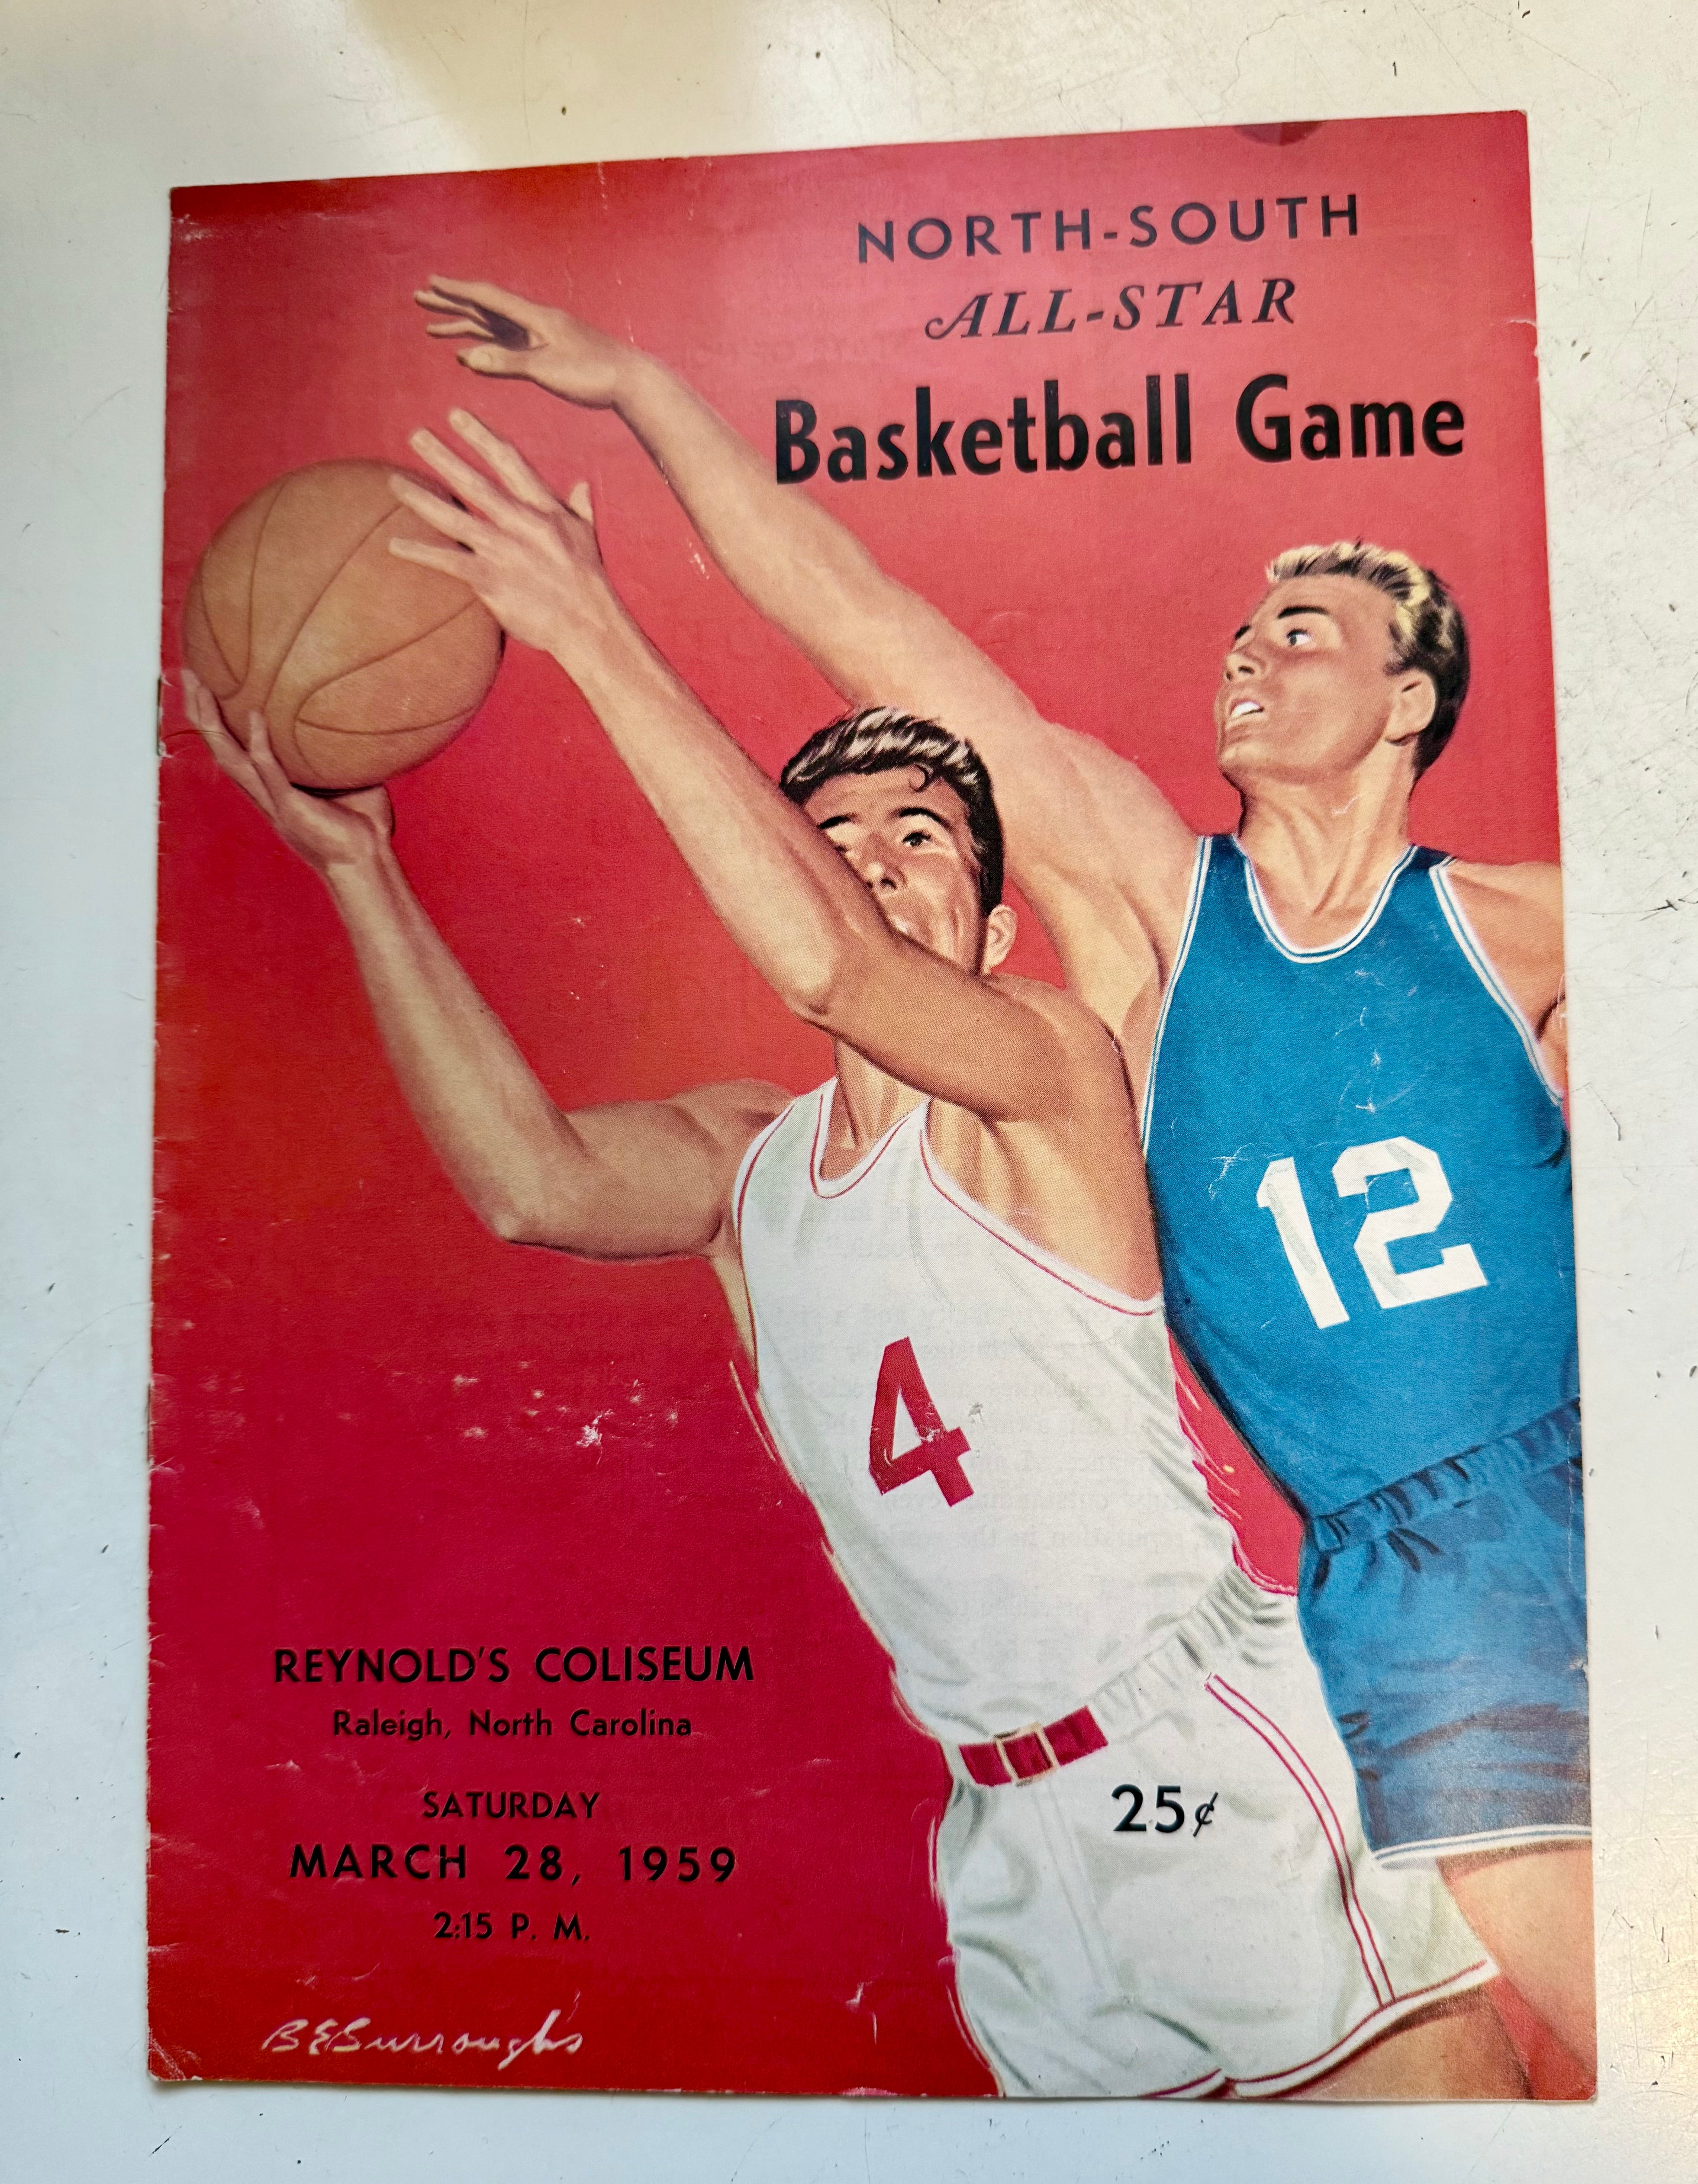 NORTH-SOUTH
ALL-STAR
Basketball Game
12
4
REYNOLD'S COLISEUM
Raleigh, North Carolina
SATURDAY
MARCH 28, 1959
2:15 P. M.
25¢
B E Burroughs